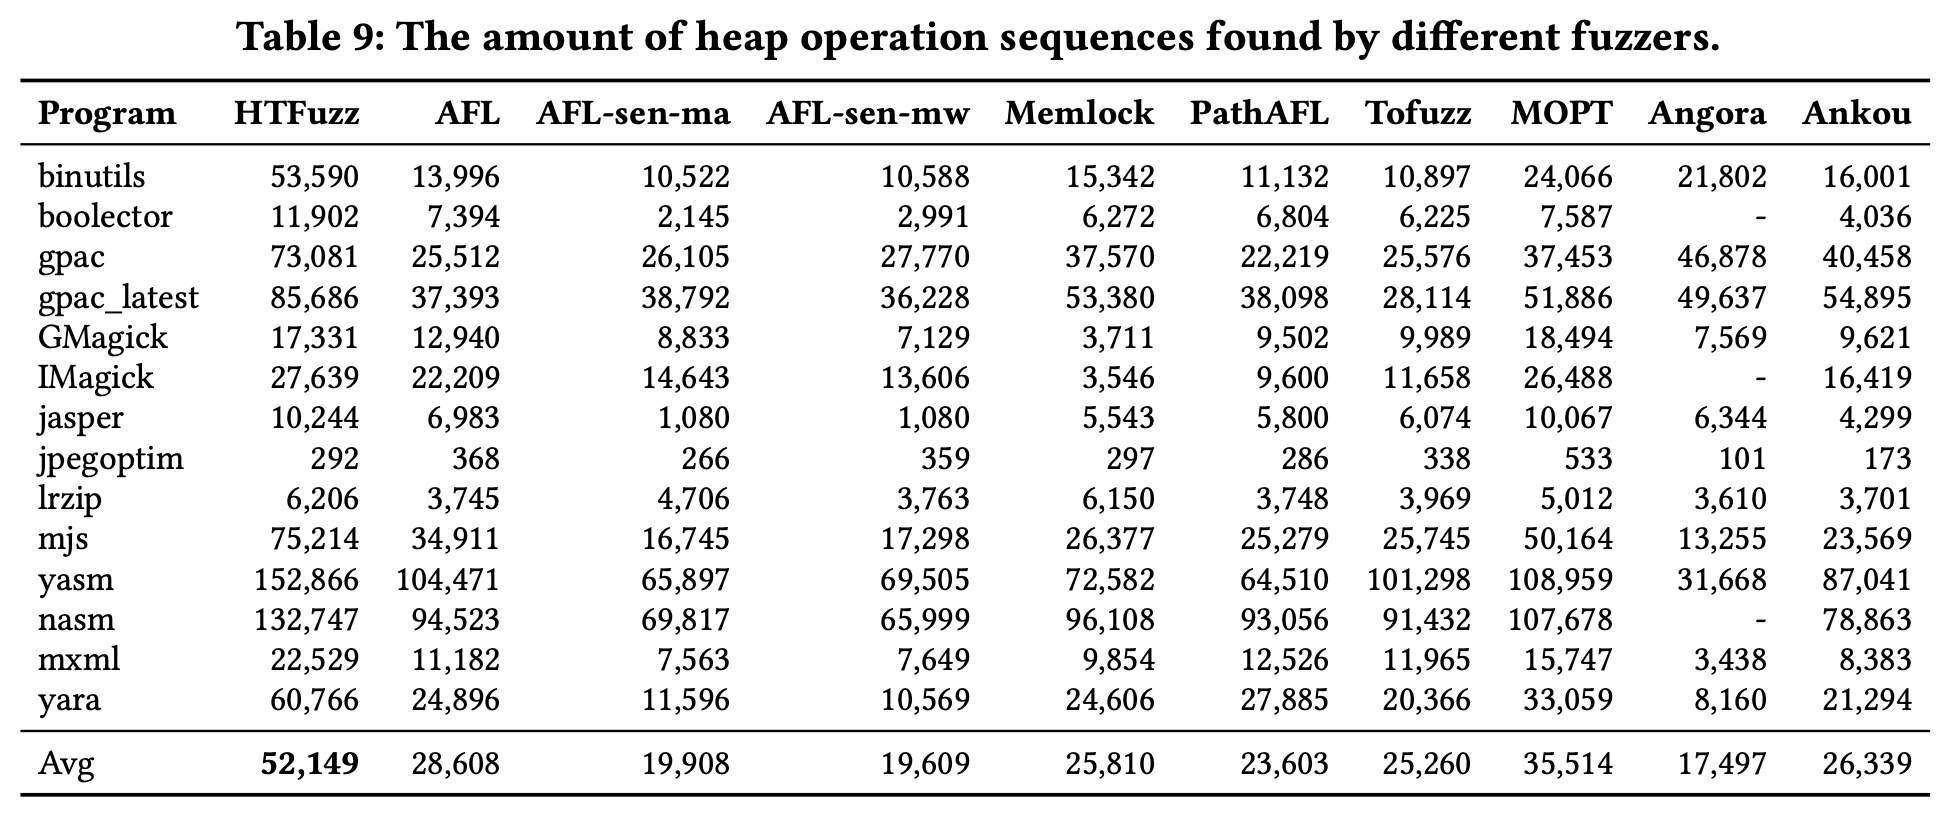 Table 9: The amount of heap operation sequences found by different fuzzers.
Program HTFuzz AFL AFL-sen-ma AFL-sen-mw Memlock PathAFL Tofuzz MOPT Angora Ankou
binutils 53,590 13,996 10,522 10,588 15,342 11,132 10,897 24,066 21,802 16,001
boolector 11,902 7,394 2,145 2,991 6,272 6,804 6,225 7,587 - 4,036
gpac 73,081 25,512 26,105 27,770 37,570 22,219 25,576 37,453 46,878 40,458
gpac_latest 85,686 37,393 38,792 36,228 53,380 38,098 28,114 51,886 49,637 54,895
GMagick 17,331 12,940 8,833 7,129 3,711 9,502 9,989 18,494 7,569 9,621
IMagick 27,639 22,209 14,643 13,606 3,546 9,600 11,658 26,488 - 16,419
jasper 10,244 6,983 1,080 1,080 5,543 5,800 6,074 10,067 6,344 4,299
jpegoptim 292 368 266 359 297 286 338 533 101 173
lrzip 6,206 3,745 4,706 3,763 6,150 3,748 3,969 5,012 3,610 3,701
mjs 75,214 34,911 16,745 17,298 26,377 25,279 25,745 50,164 13,255 23,569
yasm 152,866 104,471 65,897 69,505 72,582 64,510 101,298 108,959 31,668 87,041
nasm 132,747 94,523 69,817 65,999 96,108 93,056 91,432 107,678 - 78,863
mxml 22,529 11,182 7,563 7,649 9,854 12,526 11,965 15,747 3,438 8,383
yara 60,766 24,896 11,596 10,569 24,606 27,885 20,366 33,059 8,160 21,294
Avg 52,149 28,608 19,908 19,609 25,810 23,603 25,260 35,514 17,497 26,339